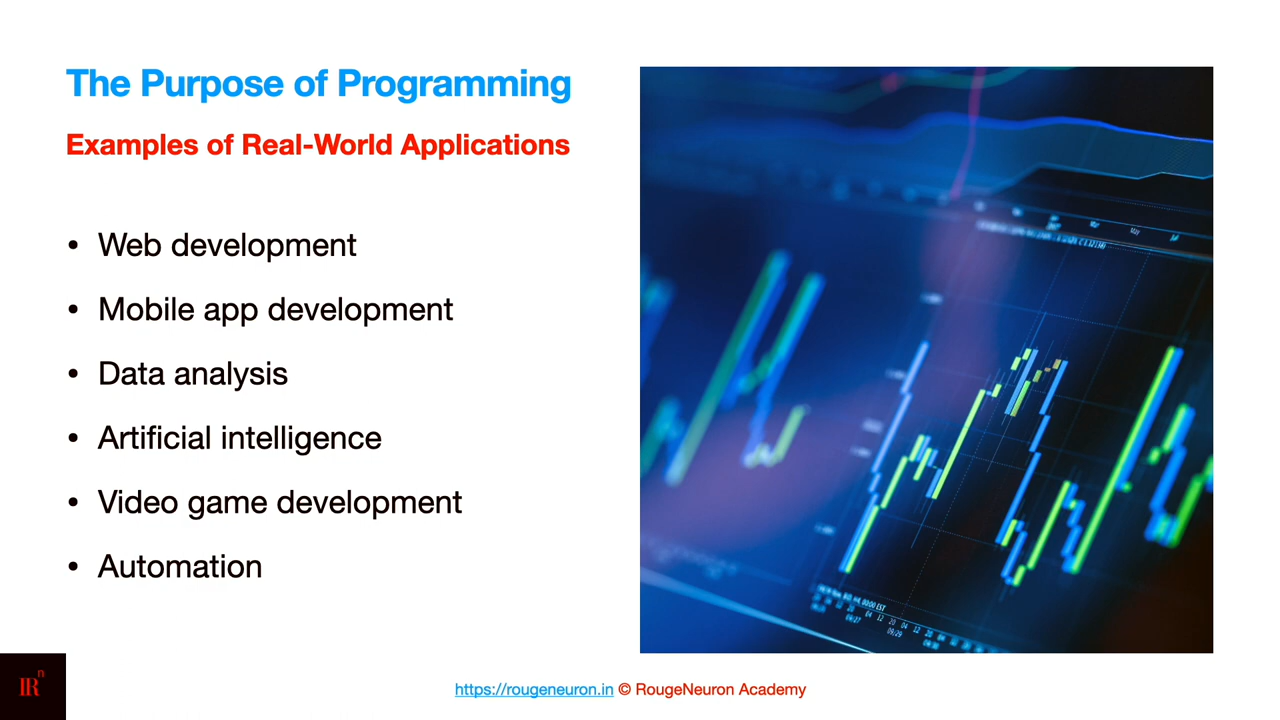 The Purpose of Programming
Examples of Real-World Applications
• Web development
• Mobile app development
• Data analysis
• Artificial intelligence
• Video game development
• Automation
IR n
https://rougeneuron.in © RougeNeuron Academy